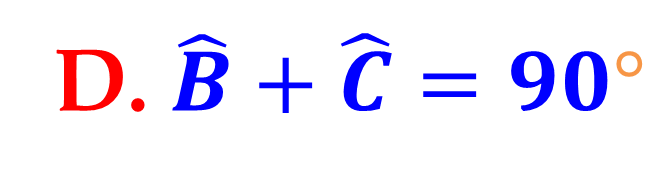 D. B̂ + Ĉ = 90°